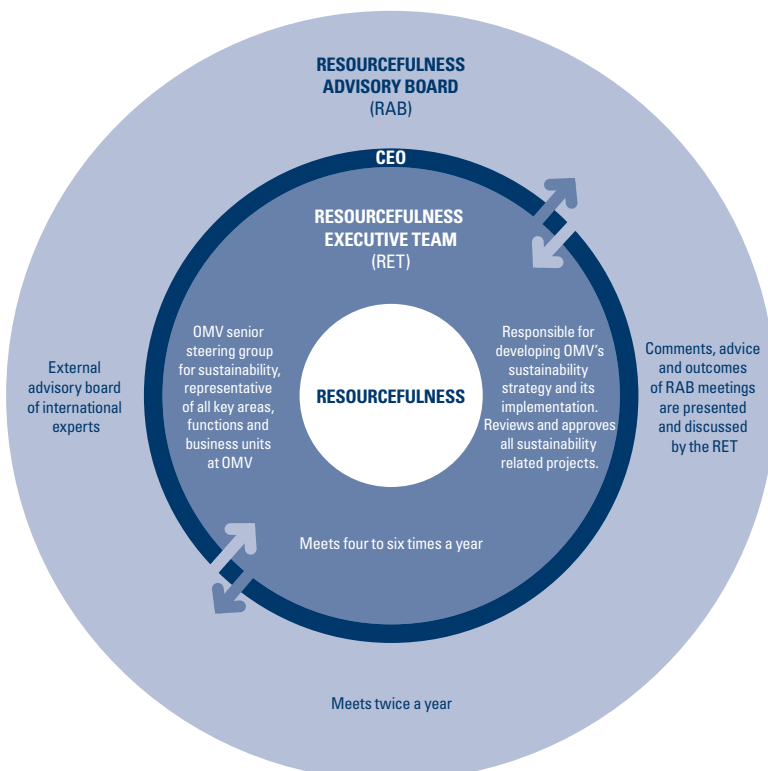 RESOURCEFULNESS
ADVISORY BOARD
(RAB)
CEO
RESOURCEFULNESS
EXECUTIVE TEAM
(RET)
External
advisory board
of international
experts
OMV senior
steering group
for sustainability,
representative
of all key areas,
functions and
business units
at OMV
RESOURCEFULNESS
Responsible for
developing OMV's
sustainability
strategy and its
implementation.
Reviews and approves
all sustainability
related projects.
Comments, advice
and outcomes
of RAB meetings
are presented
and discussed
by the RET
Meets four to six times a year
Meets twice a year